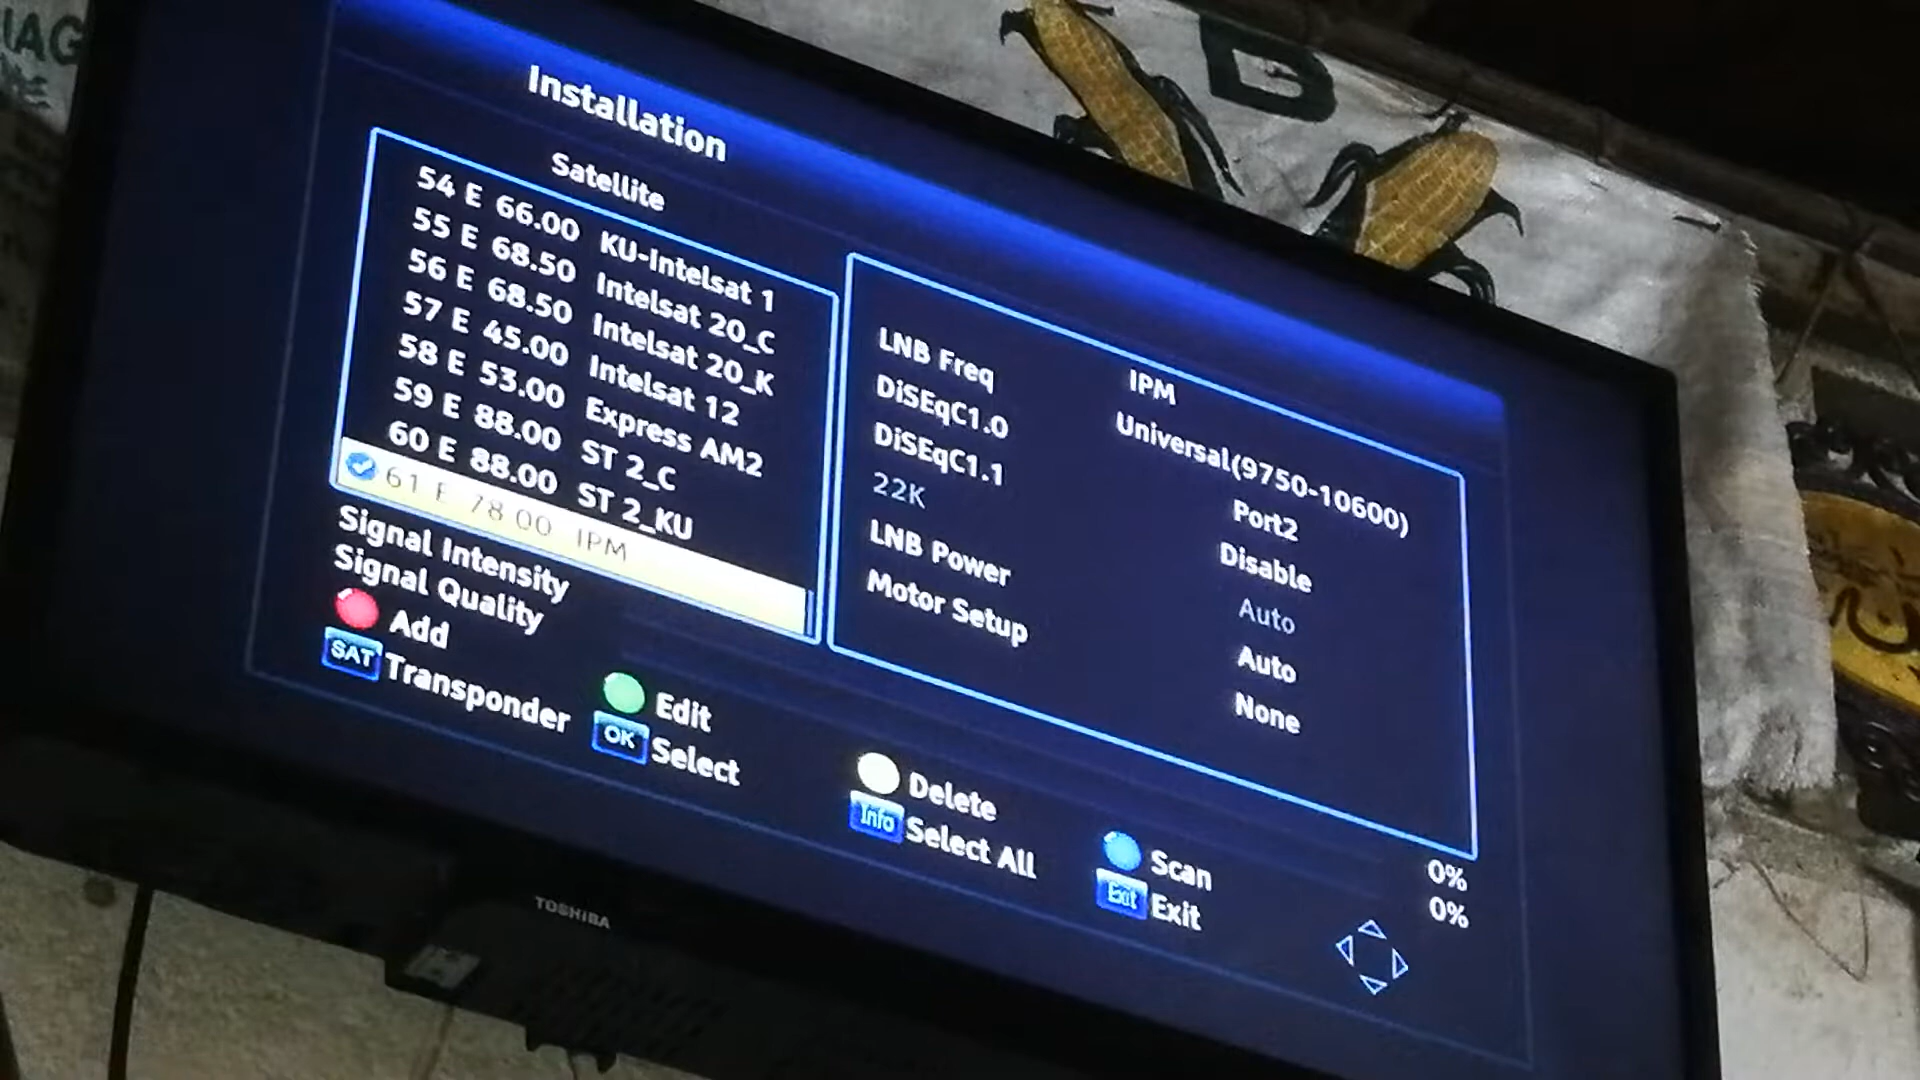 IAG
B
Installation
Satellite
54 E 66.00 KU-Intelsat 1
55 E 68.50 Intelsat 20_C
56 E 68.50 Intelsat 20_K
57 E 45.00 Intelsat 12
58 E 53.00 Express AM2
59 E 88.00 ST 2_C
60 E 88.00 ST 2_KU
61 E 78 00 IPM
IPM
LNB Freq Universal(9750-10600)
DiSEqC1.0 Port2
DiSEqC1.1 Disable
22K Auto
LNB Power Auto
Motor Setup None
Signal Intensity 0%
Signal Quality 0%
Add Edit Delete Scan
SAT Transponder OK Select Info Select All Exit Exit
TOSHIBA